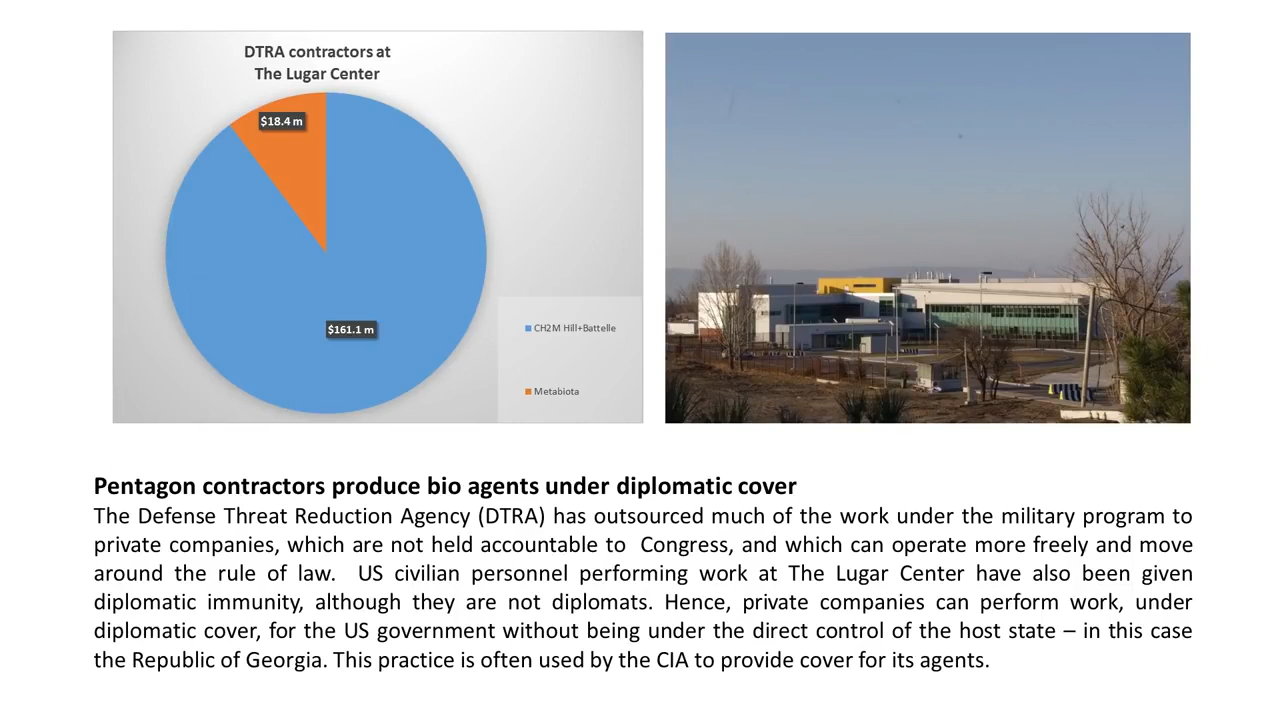 DTRA contractors at
The Lugar Center
$18.4 m
$161.1 m
CH2M Hill+Battelle
Metabiota
Pentagon contractors produce bio agents under diplomatic cover
The Defense Threat Reduction Agency (DTRA) has outsourced much of the work under the military program to
private companies, which are not held accountable to  Congress, and which can operate more freely and move
around the rule of law.  US civilian personnel performing work at The Lugar Center have also been given
diplomatic immunity, although they are not diplomats. Hence, private companies can perform work, under
diplomatic cover, for the US government without being under the direct control of the host state – in this case
the Republic of Georgia. This practice is often used by the CIA to provide cover for its agents.